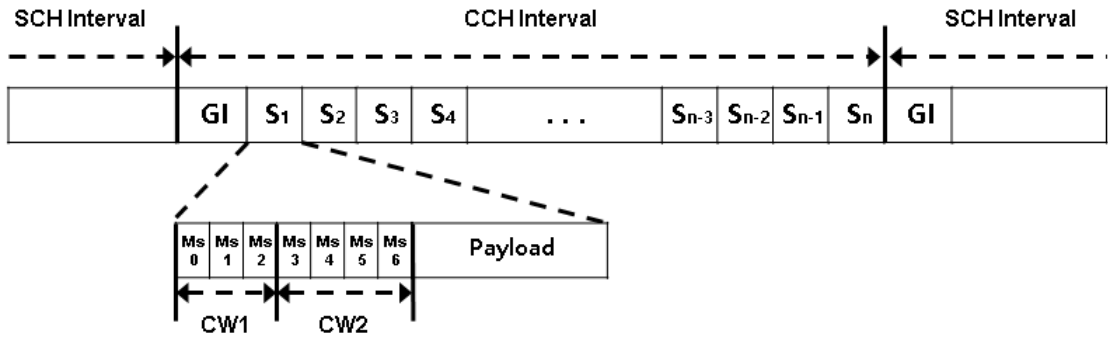 SCH Interval CCH Interval SCH Interval
GI S1 S2 S3 S4 ... Sn-3 Sn-2 Sn-1 Sn GI
Ms 0 Ms 1 Ms 2 Ms 3 Ms 4 Ms 5 Ms 6 Payload
CW1 CW2